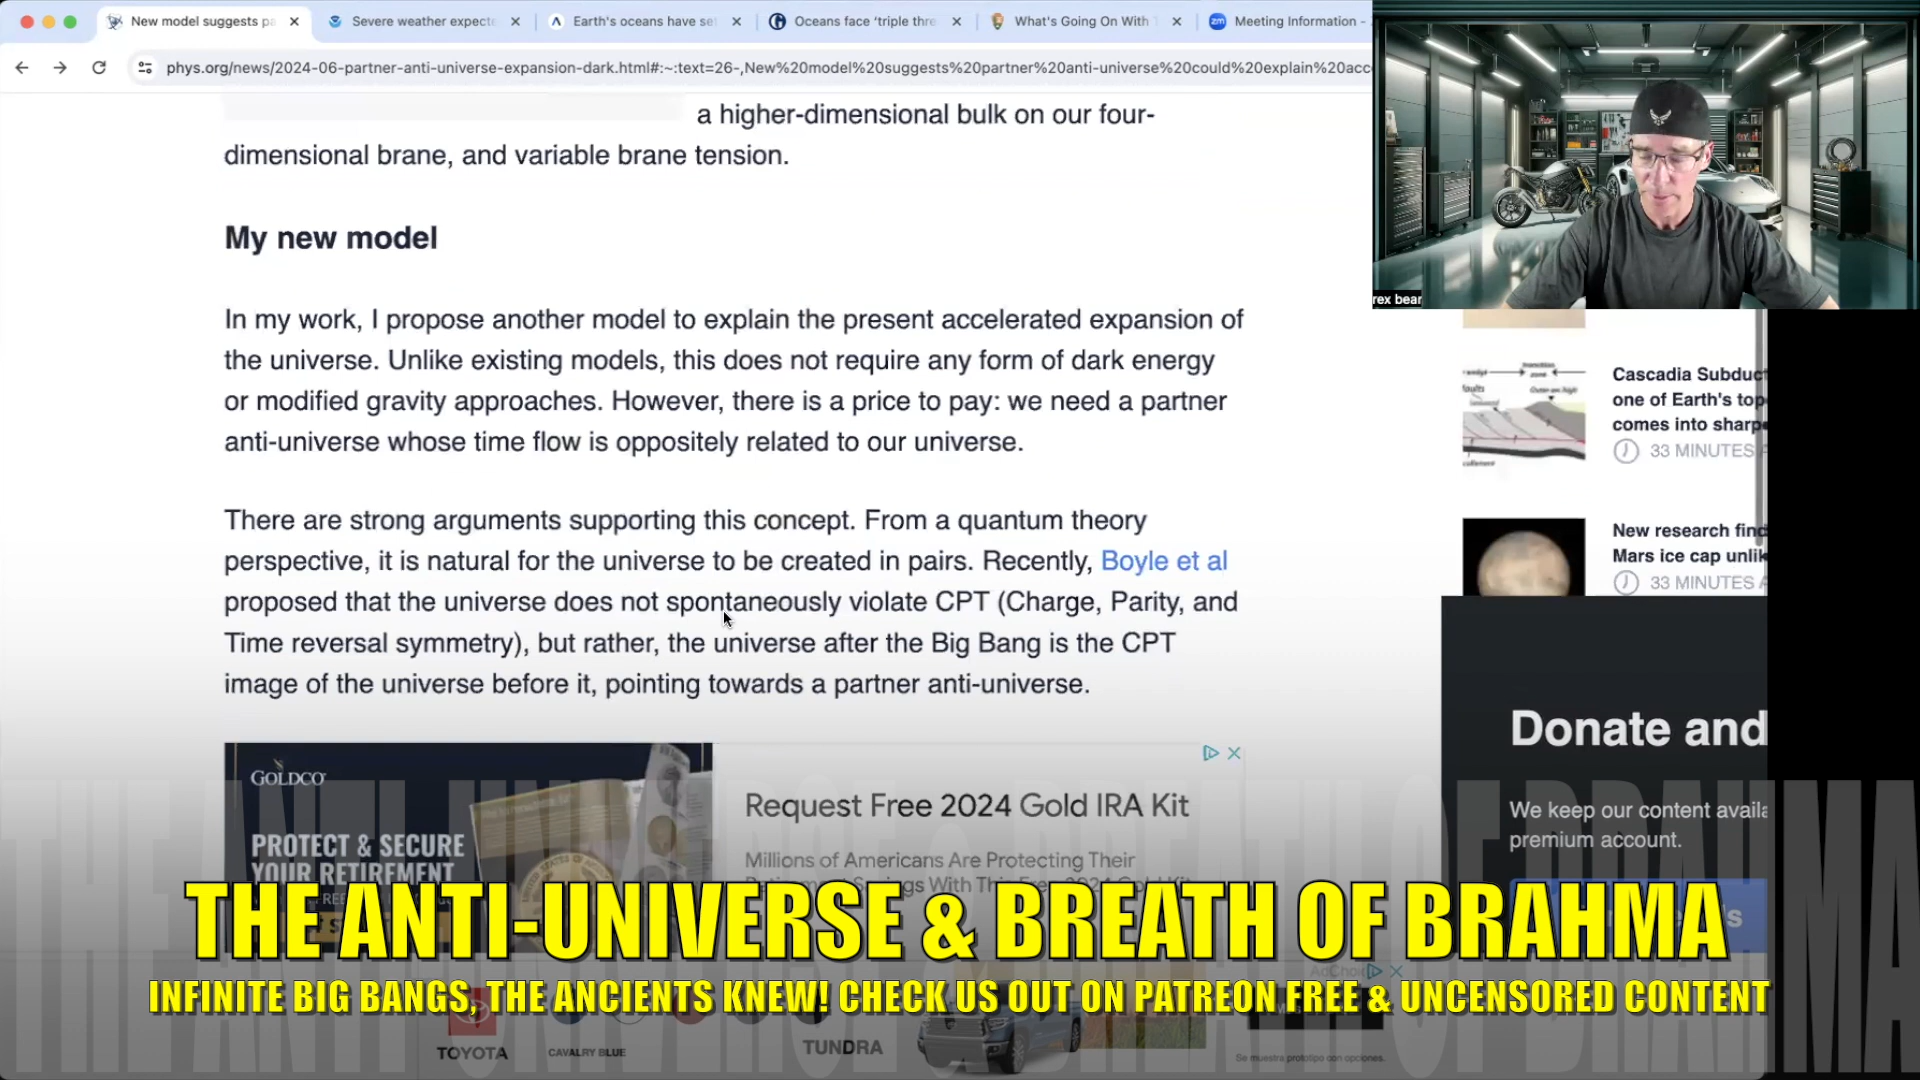 New model suggests pa
Severe weather expect
Earth's oceans have se
Oceans face 'triple thre
What's Going On With
zm
Meeting Information -
phys.org/news/2024-06-partner-anti-universe-expansion-dark.html#:~:text=26-,New%20model%20suggests%20partner%20anti-universe%20could%20explain%20acc
rex bear
a higher-dimensional bulk on our four-
dimensional brane, and variable brane tension.
My new model
In my work, I propose another model to explain the present accelerated expansion of
the universe. Unlike existing models, this does not require any form of dark energy
or modified gravity approaches. However, there is a price to pay: we need a partner
anti-universe whose time flow is oppositely related to our universe.
There are strong arguments supporting this concept. From a quantum theory
perspective, it is natural for the universe to be created in pairs. Recently, Boyle et al
proposed that the universe does not spontaneously violate CPT (Charge, Parity, and
Time reversal symmetry), but rather, the universe after the Big Bang is the CPT
image of the universe before it, pointing towards a partner anti-universe.
Cascadia Subduct
one of Earth's top
comes into sharp
33 MINUTES A
New research find
Mars ice cap unlik
33 MINUTES A
Donate and
We keep our content availa
premium account.
GOLDCO
PROTECT & SECURE
YOUR RETIREMENT
Request Free 2024 Gold IRA Kit
Millions of Americans Are Protecting Their
THE ANTI-UNIVERSE & BREATH OF BRAHMA
INFINITE BIG BANGS, THE ANCIENTS KNEW! CHECK US OUT ON PATREON FREE & UNCENSORED CONTENT
TOYOTA
CAVALRY BLUE
TUNDRA
Se muestra prototipo con opciones.